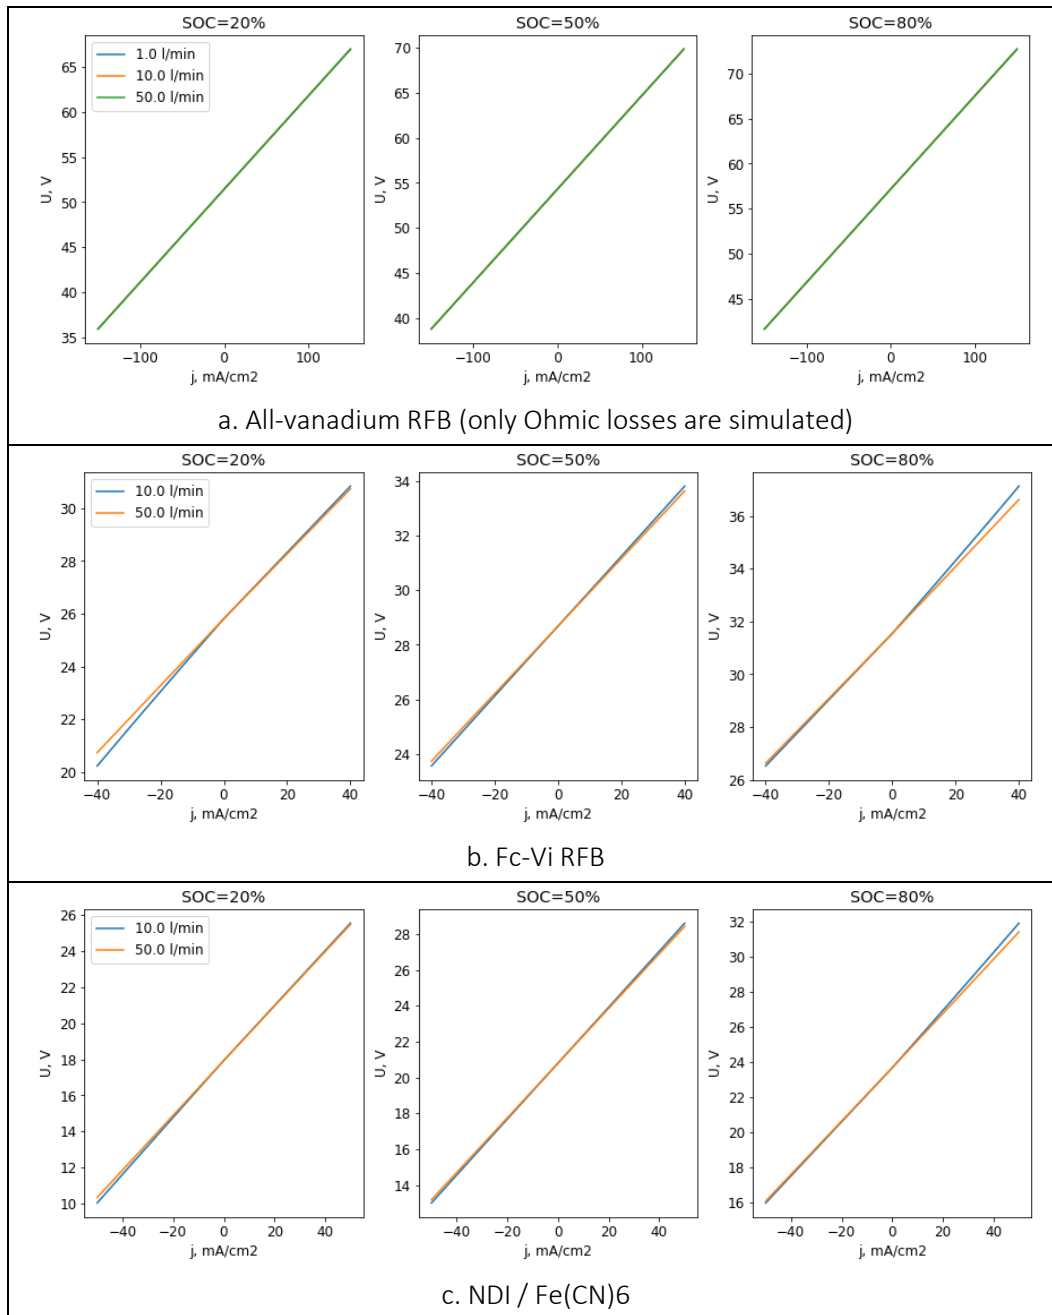 SOC=20%
1.0 l/min
10.0 l/min
50.0 l/min
U, V
65
60
55
50
45
40
35
−100 0 100
j, mA/cm2
SOC=50%
U, V
70
65
60
55
50
45
40
−100 0 100
j, mA/cm2
SOC=80%
U, V
70
65
60
55
50
45
−100 0 100
j, mA/cm2
a. All-vanadium RFB (only Ohmic losses are simulated)
SOC=20%
10.0 l/min
50.0 l/min
U, V
30
28
26
24
22
20
−40 −20 0 20 40
j, mA/cm2
SOC=50%
U, V
34
32
30
28
26
24
−40 −20 0 20 40
j, mA/cm2
SOC=80%
U, V
36
34
32
30
28
26
−40 −20 0 20 40
j, mA/cm2
b. Fc-Vi RFB
SOC=20%
10.0 l/min
50.0 l/min
U, V
26
24
22
20
18
16
14
12
10
−40 −20 0 20 40
j, mA/cm2
SOC=50%
U, V
28
26
24
22
20
18
16
14
−40 −20 0 20 40
j, mA/cm2
SOC=80%
U, V
32
30
28
26
24
22
20
18
16
−40 −20 0 20 40
j, mA/cm2
c. NDI / Fe(CN)6